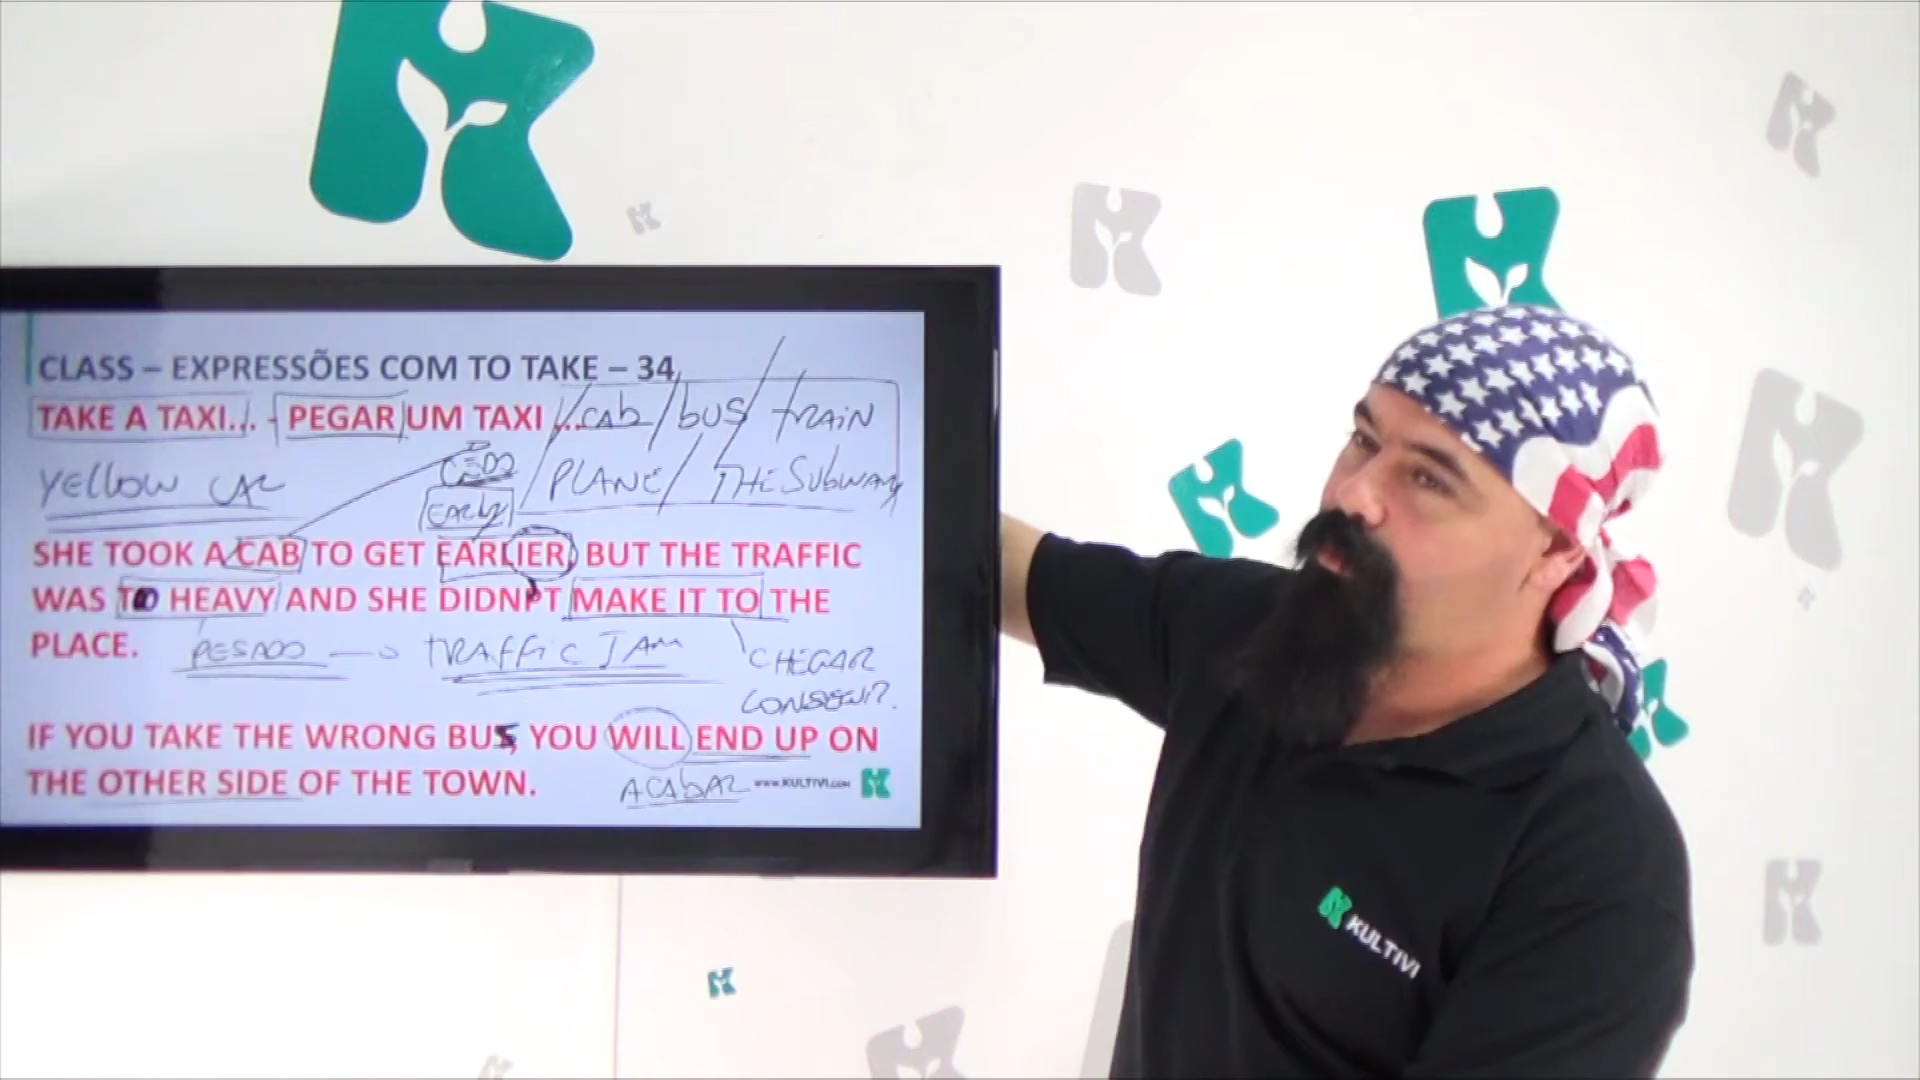 CLASS – EXPRESSÕES COM TO TAKE – 34
TAKE A TAXI... - PEGAR UM TAXI ... / CAB / BUS / TRAIN
CEDO / PLANE / THE SUBWAY
YELLOW CAB
EARLY
SHE TOOK A CAB TO GET EARLIER, BUT THE TRAFFIC
WAS TOO HEAVY AND SHE DIDN'T MAKE IT TO THE
PLACE. PESADO TRAFFIC JAM CHEGAR
CONSEGUIR.
IF YOU TAKE THE WRONG BUS, YOU WILL END UP ON
THE OTHER SIDE OF THE TOWN. ACABAR www.KULTIVI.COM
KULTIVI